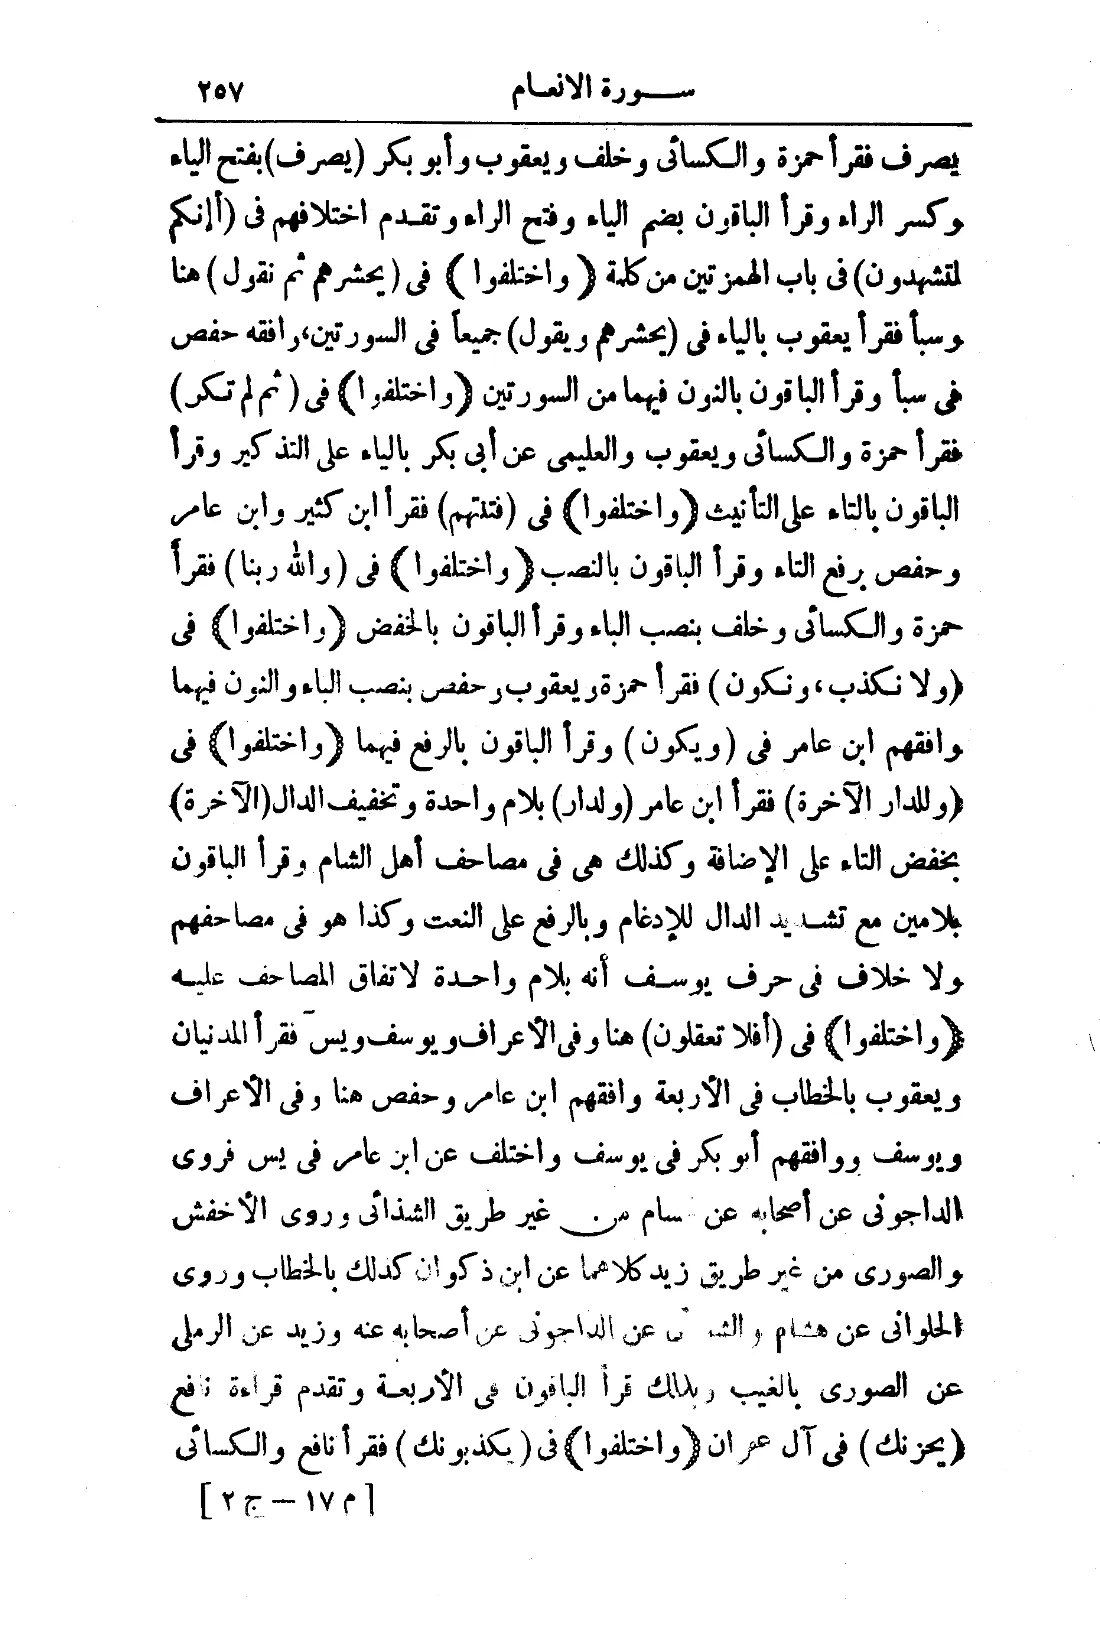 سورة الانعام ٢٥٧
يصرف فقرأ حمزة والكسائى وخلف ويعقوب وأبو بكر (يصرف) بفتح الياء
وكسر الراء وقرأ الباقون بضم الياء وفتح الراء وتقدم اختلافهم فى (أإنكم
لتشهدون) فى باب الهمزتين من كلمة (واختلفوا) فى (يحشرهم ثم نقول) هنا
وسبأ فقرأ يعقوب بالياء فى (يحشرهم ويقول) جميعاً فى السورتين، وافقه حفص
فى سبأ وقرأ الباقون بالنون فيهما من السورتين (واختلفوا) فى (ثم لم تكن)
فقرأ حمزة والكسائى ويعقوب والعليمى عن أبى بكر بالياء على التذكير وقرأ
الباقون بالتاء على التأنيث (واختلفوا) فى (فتنتهم) فقرأ ابن كثير وابن عامر
وحفص برفع التاء وقرأ الباقون بالنصب (واختلفوا) فى (والله ربنا) فقرأ
حمزة والكسائى وخلف بنصب الباء وقرأ الباقون بالخفض (واختلفوا) فى
(ولا نكذب، ونكون) فقرأ حمزة ويعقوب وحفص بنصب الباء والنون فيهما
وافقهم ابن عامر فى (ويكون) وقرأ الباقون بالرفع فيهما (واختلفوا) فى
(وللدار الآخرة) فقرأ ابن عامر (ولدار) بلام واحدة وتخفيف الدال (الآخرة)
بخفض التاء على الإضافة وكذلك هى فى مصاحف أهل الشام وقرأ الباقون
بلامين مع تشديد الدال للإدغام وبالرفع على النعت وكذا هو فى مصاحفهم
ولا خلاف فى حرف يوسف أنه بلام واحدة لاتفاق المصاحف عليه
(واختلفوا) فى (أفلا تعقلون) هنا وفى الأعراف ويوسف ويسۤ فقرأ المدنيان
ويعقوب بالخطاب فى الأربعة وافقهم ابن عامر وحفص هنا وفى الأعراف
ويوسف ووافقهم أبو بكر فى يوسف واختلف عن ابن عامر فى يس فروى
الداجونى عن أصحابه عن من غير طريق الشذائى وروى الأخفش
والصورى من غير طريق زيد كلاهما عن ابن ذكوان كذلك بالخطاب وروى
الحلوانى عن هشام عن الداجونى عن أصحابه عنه وزيد عن الرملى
عن الصورى بالغيب وبذلك قرأ الباقون فى الأربعة وتقدم قراءة نافع
(يحزنك) فى آل عمران (واختلفوا) فى (يكذبونك) فقرأ نافع والكسائى
[م ١٧ – ج ٢]